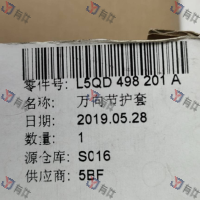 零件号: L5QD 498 201 A
名称: 万向节护套
日期: 2019.05.28
数量: 1
源仓库: S016
供应商: 5BF